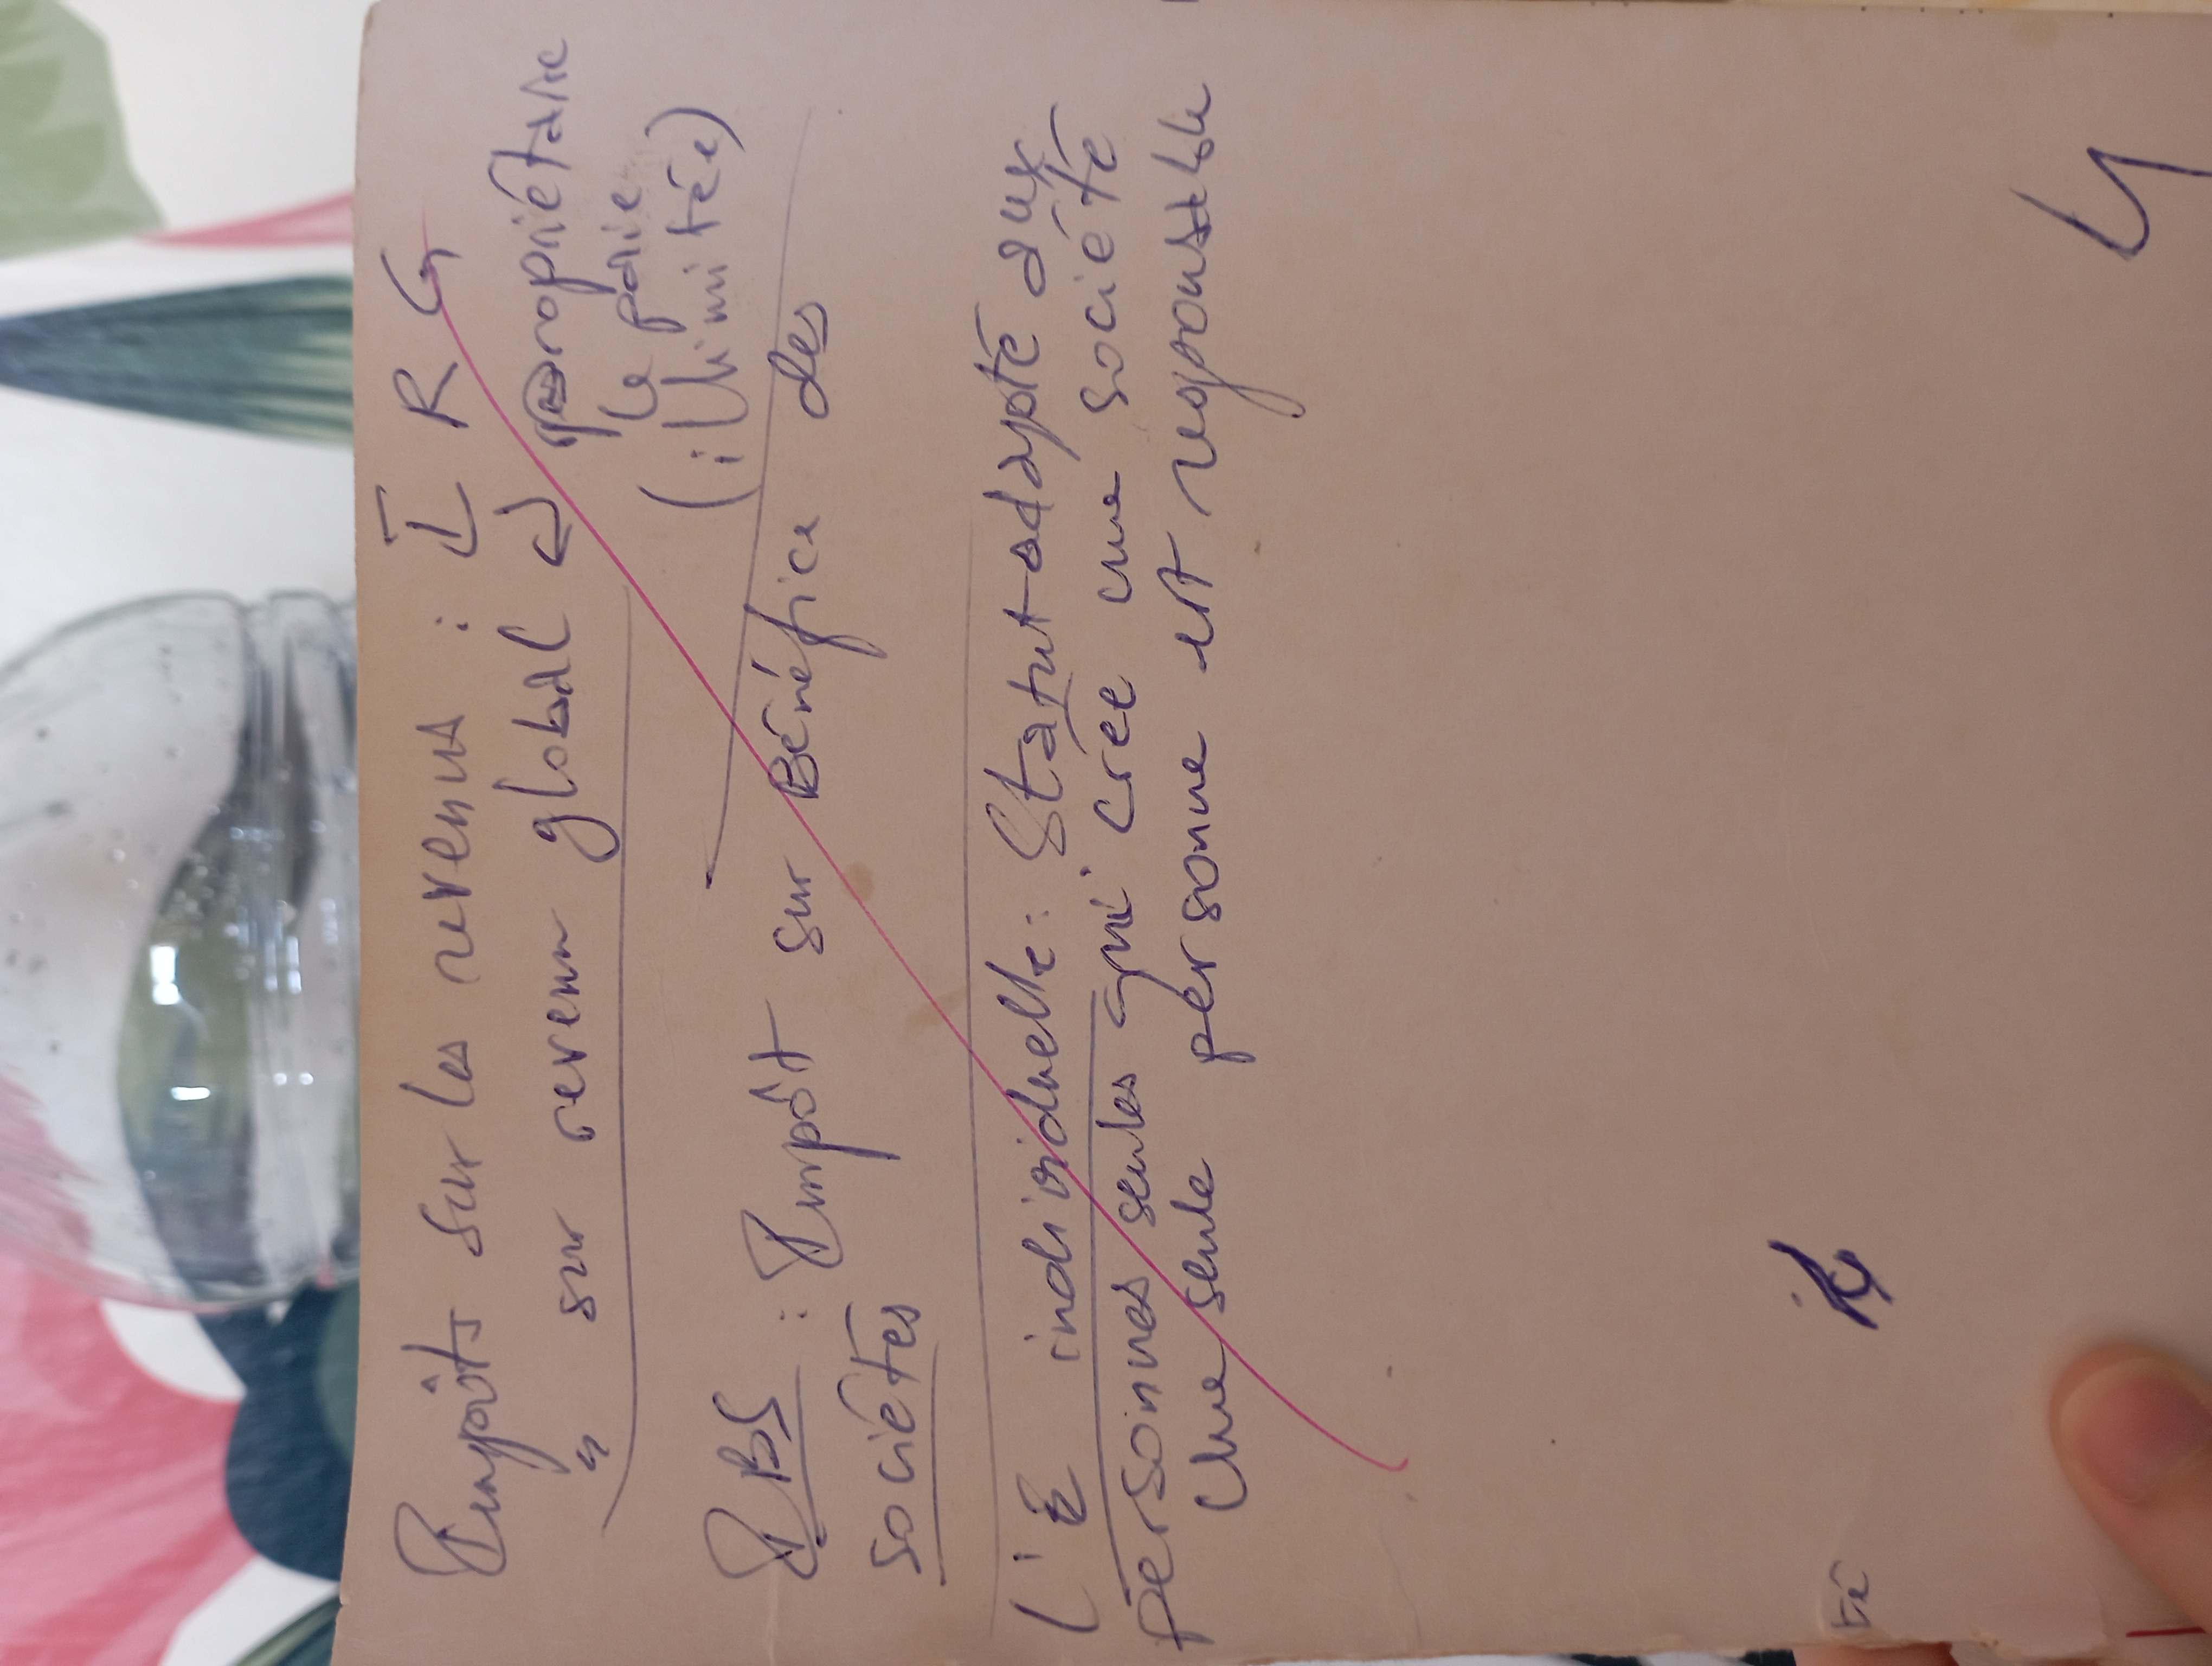 Impôts sur les revenus : I R G
" sur revenu global ↵ propriétaire
le paie
(illimitée)
IBS : Impôt sur Bénéfice des
sociétés
L'E individuelle : Statut adapté aux
personnes seules qui crée une société
Une seule personne est responsable
té
4